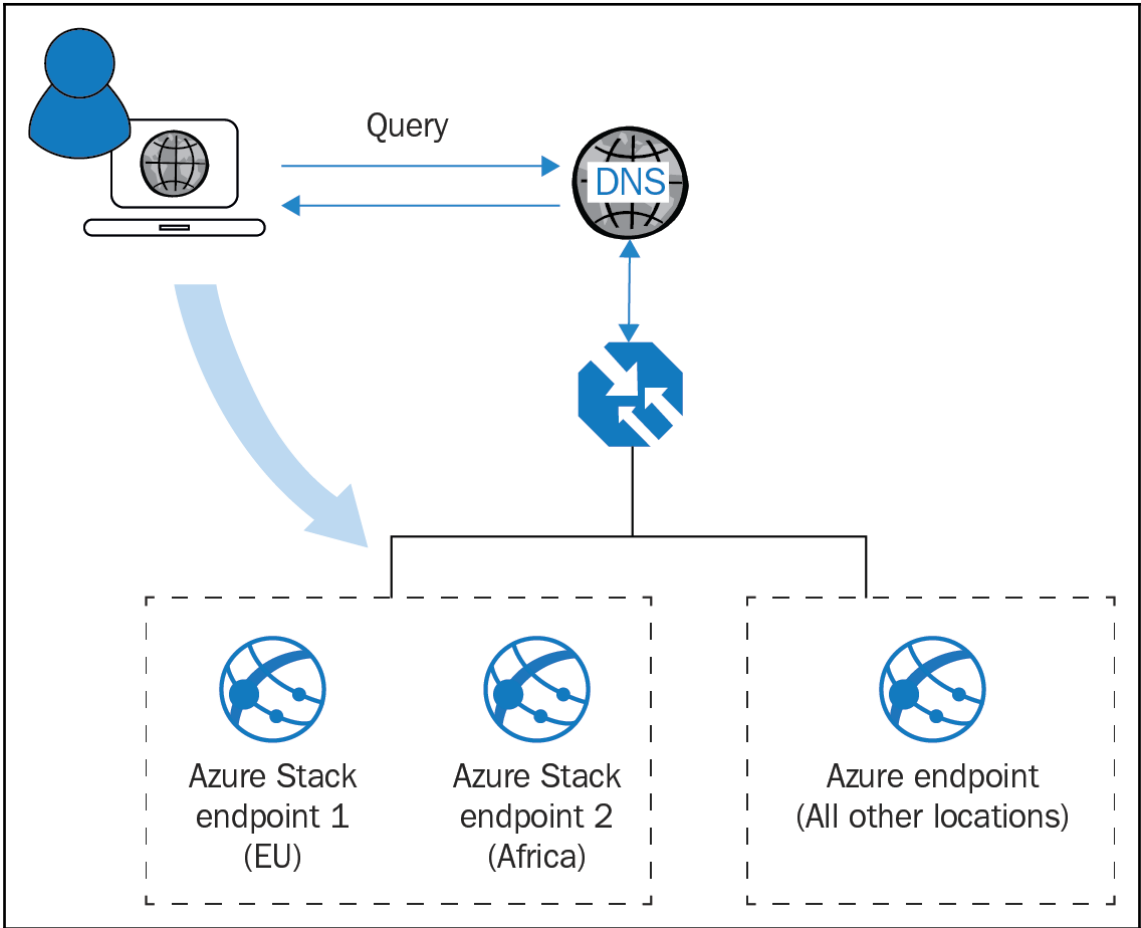 Query
DNS
Azure Stack
endpoint 1
(EU)
Azure Stack
endpoint 2
(Africa)
Azure endpoint
(All other locations)